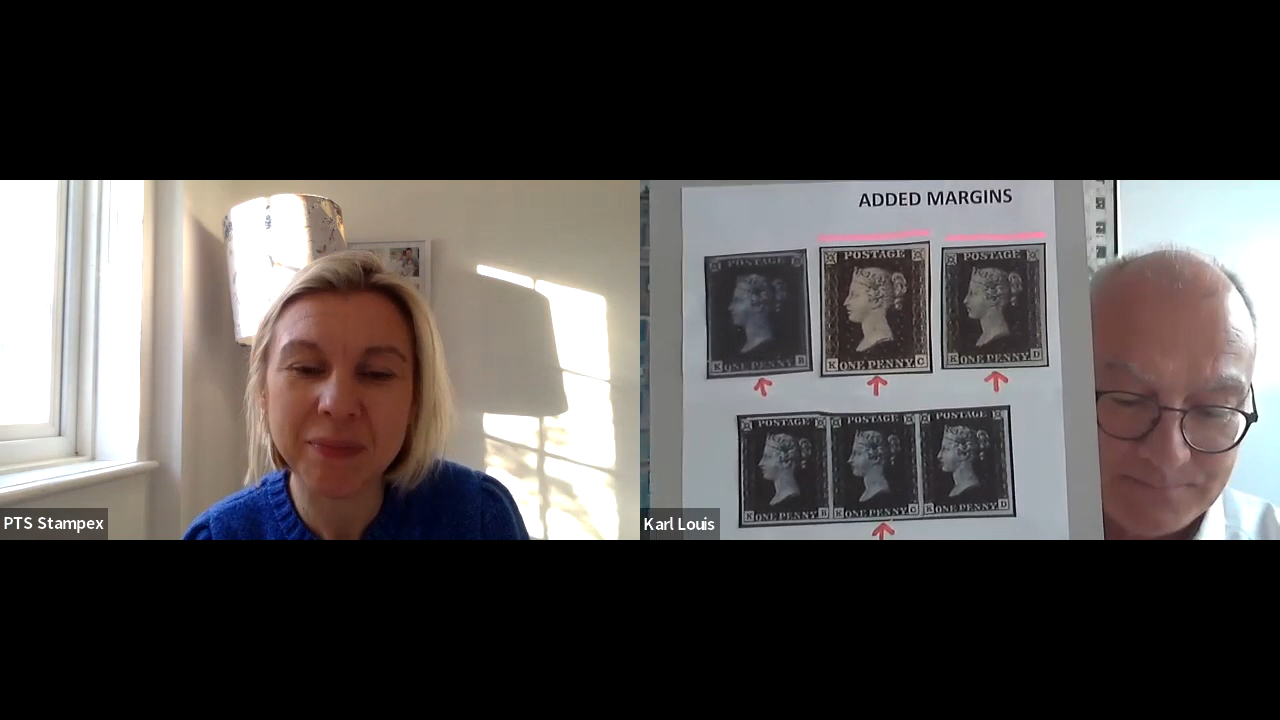 ADDED MARGINS
POSTAGE
K ONE PENNY B
POSTAGE
K ONE PENNY. C
POSTAGE
K ONE PENNY D
POSTAGE
K ONE PENNY B
POSTAGE
K ONE PENNY C
POSTAGE
K ONE PENNY D
PTS Stampex
Karl Louis